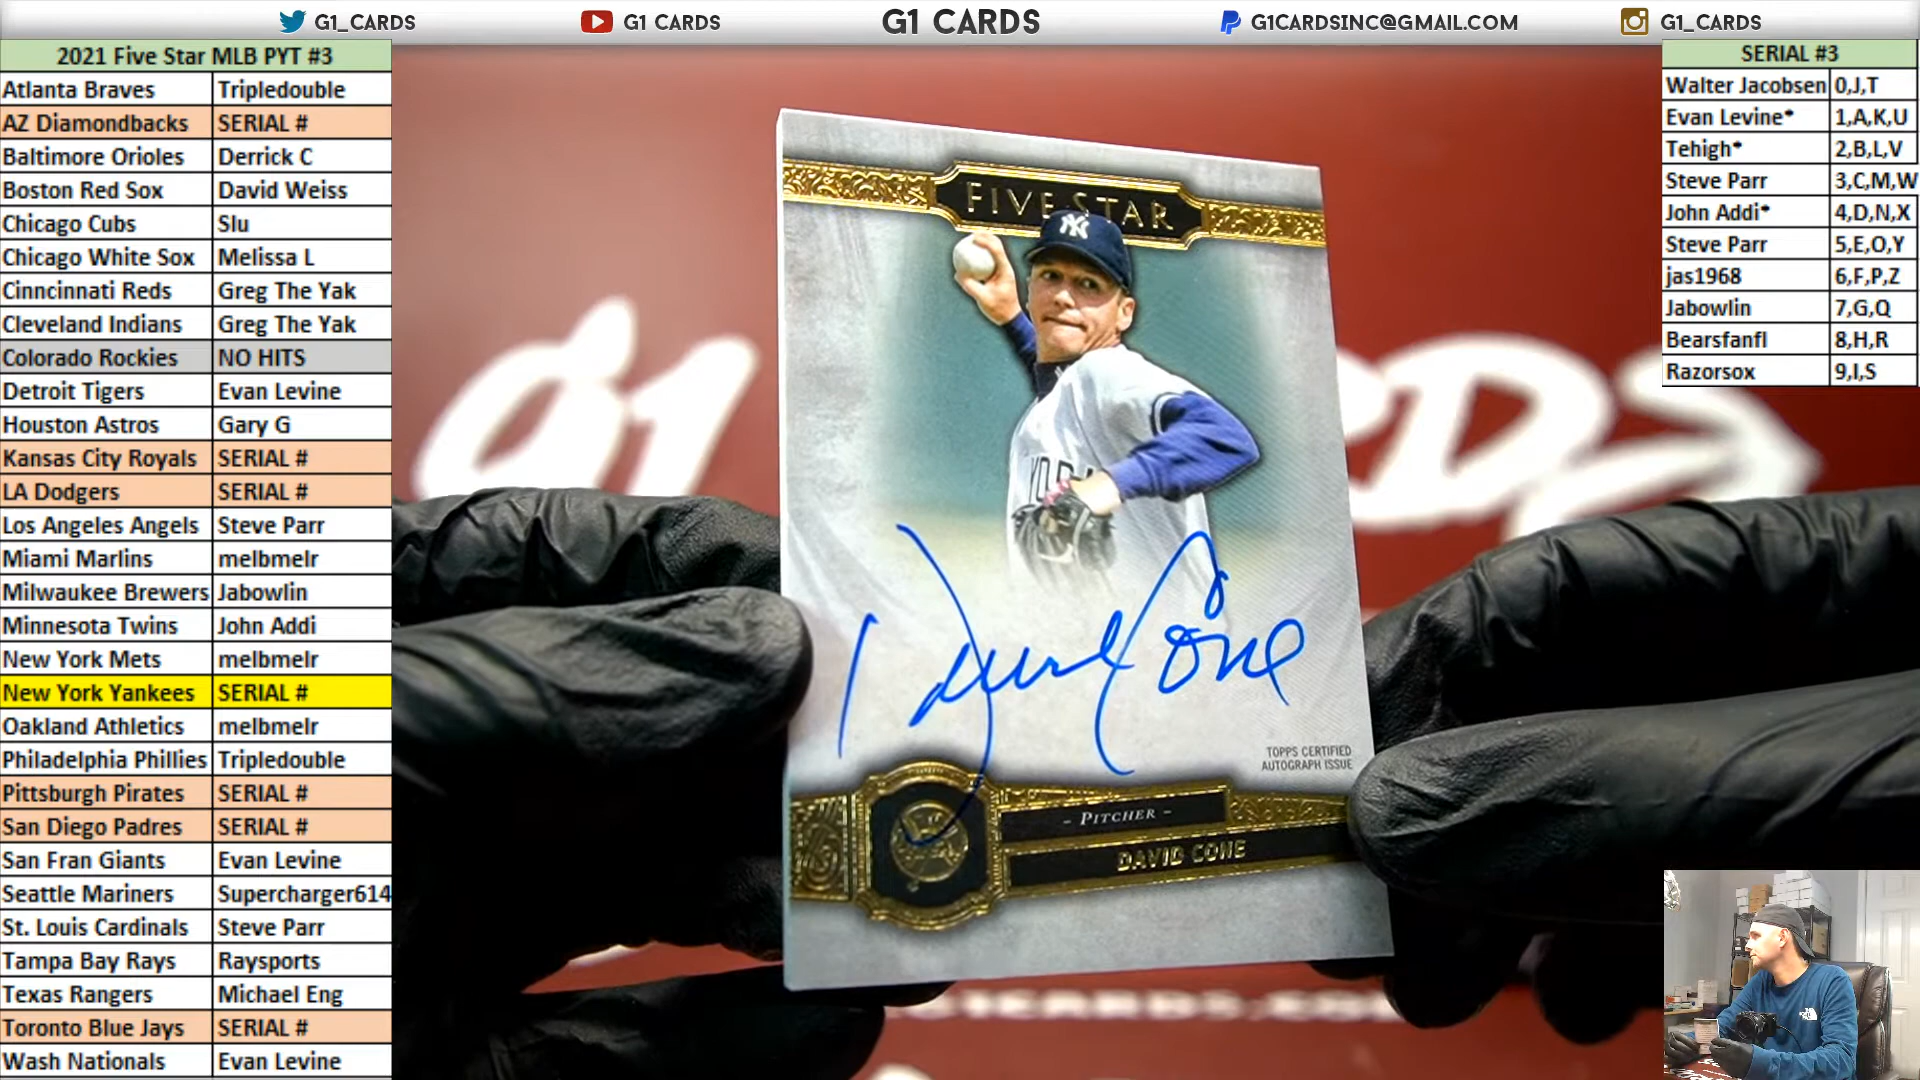 G1_CARDS G1 CARDS G1 CARDS G1CARDSINC@GMAIL.COM G1_CARDS
2021 Five Star MLB PYT #3
Atlanta Braves Tripledouble
AZ Diamondbacks SERIAL #
Baltimore Orioles Derrick C
Boston Red Sox David Weiss
Chicago Cubs Slu
Chicago White Sox Melissa L
Cinncinnati Reds Greg The Yak
Cleveland Indians Greg The Yak
Colorado Rockies NO HITS
Detroit Tigers Evan Levine
Houston Astros Gary G
Kansas City Royals SERIAL #
LA Dodgers SERIAL #
Los Angeles Angels Steve Parr
Miami Marlins melbmelr
Milwaukee Brewers Jabowlin
Minnesota Twins John Addi
New York Mets melbmelr
New York Yankees SERIAL #
Oakland Athletics melbmelr
Philadelphia Phillies Tripledouble
Pittsburgh Pirates SERIAL #
San Diego Padres SERIAL #
San Fran Giants Evan Levine
Seattle Mariners Supercharger614
St. Louis Cardinals Steve Parr
Tampa Bay Rays Raysports
Texas Rangers Michael Eng
Toronto Blue Jays SERIAL #
Wash Nationals Evan Levine
FIVE STAR
NY
David Cone
TOPPS CERTIFIED
AUTOGRAPH ISSUE
- PITCHER -
DAVID CONE
SERIAL #3
Walter Jacobsen 0,J,T
Evan Levine* 1,A,K,U
Tehigh* 2,B,L,V
Steve Parr 3,C,M,W
John Addi* 4,D,N,X
Steve Parr 5,E,O,Y
jas1968 6,F,P,Z
Jabowlin 7,G,Q
Bearsfanfl 8,H,R
Razorsox 9,I,S